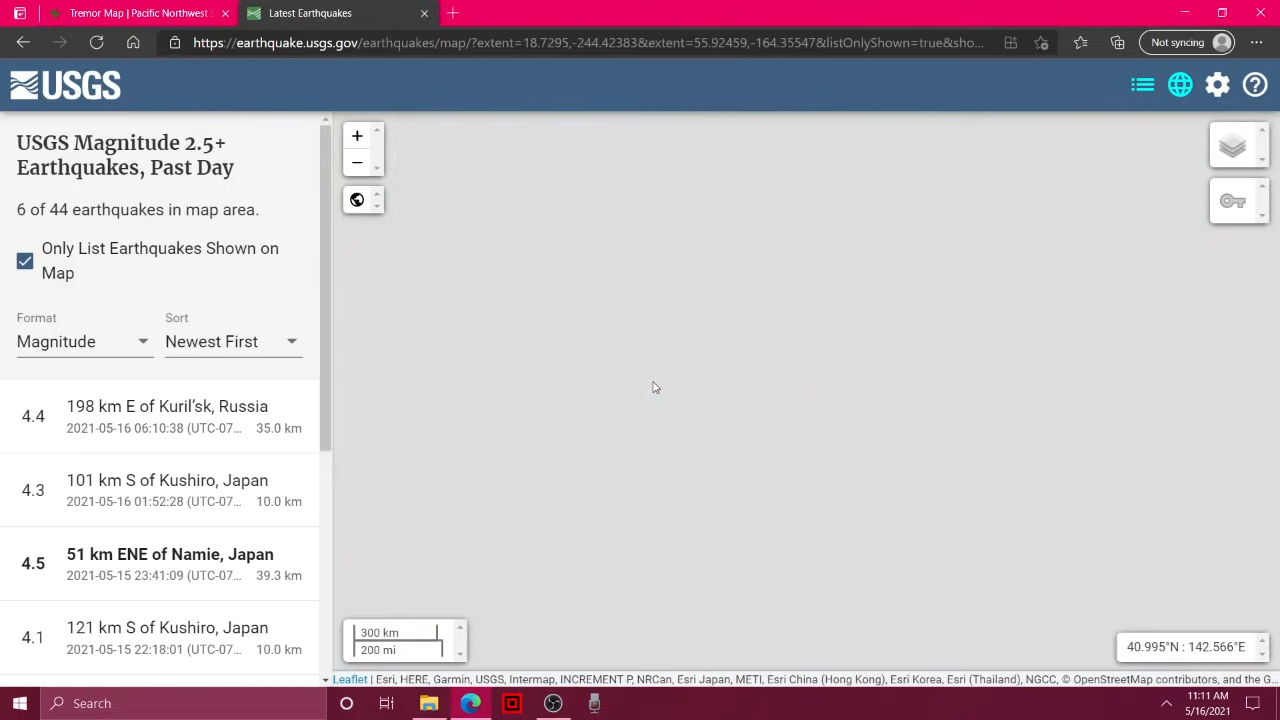 Tremor Map | Pacific Northwest
Latest Earthquakes
https://earthquake.usgs.gov/earthquakes/map/?extent=18.7295,-244.42383&extent=55.92459,-164.35547&listOnlyShown=true&sho...
Not syncing
USGS
USGS Magnitude 2.5+
Earthquakes, Past Day
6 of 44 earthquakes in map area.
Only List Earthquakes Shown on
Map
Format
Magnitude
Sort
Newest First
4.4
198 km E of Kuril'sk, Russia
2021-05-16 06:10:38 (UTC-07... 35.0 km
4.3
101 km S of Kushiro, Japan
2021-05-16 01:52:28 (UTC-07... 10.0 km
4.5
51 km ENE of Namie, Japan
2021-05-15 23:41:09 (UTC-07... 39.3 km
4.1
121 km S of Kushiro, Japan
2021-05-15 22:18:01 (UTC-07... 10.0 km
+
−
300 km
200 mi
40.995°N : 142.566°E
Leaflet | Esri, HERE, Garmin, USGS, Intermap, INCREMENT P, NRCan, Esri Japan, METI, Esri China (Hong Kong), Esri Korea, Esri (Thailand), NGCC, © OpenStreetMap contributors, and the G...
Search
11:11 AM
5/16/2021